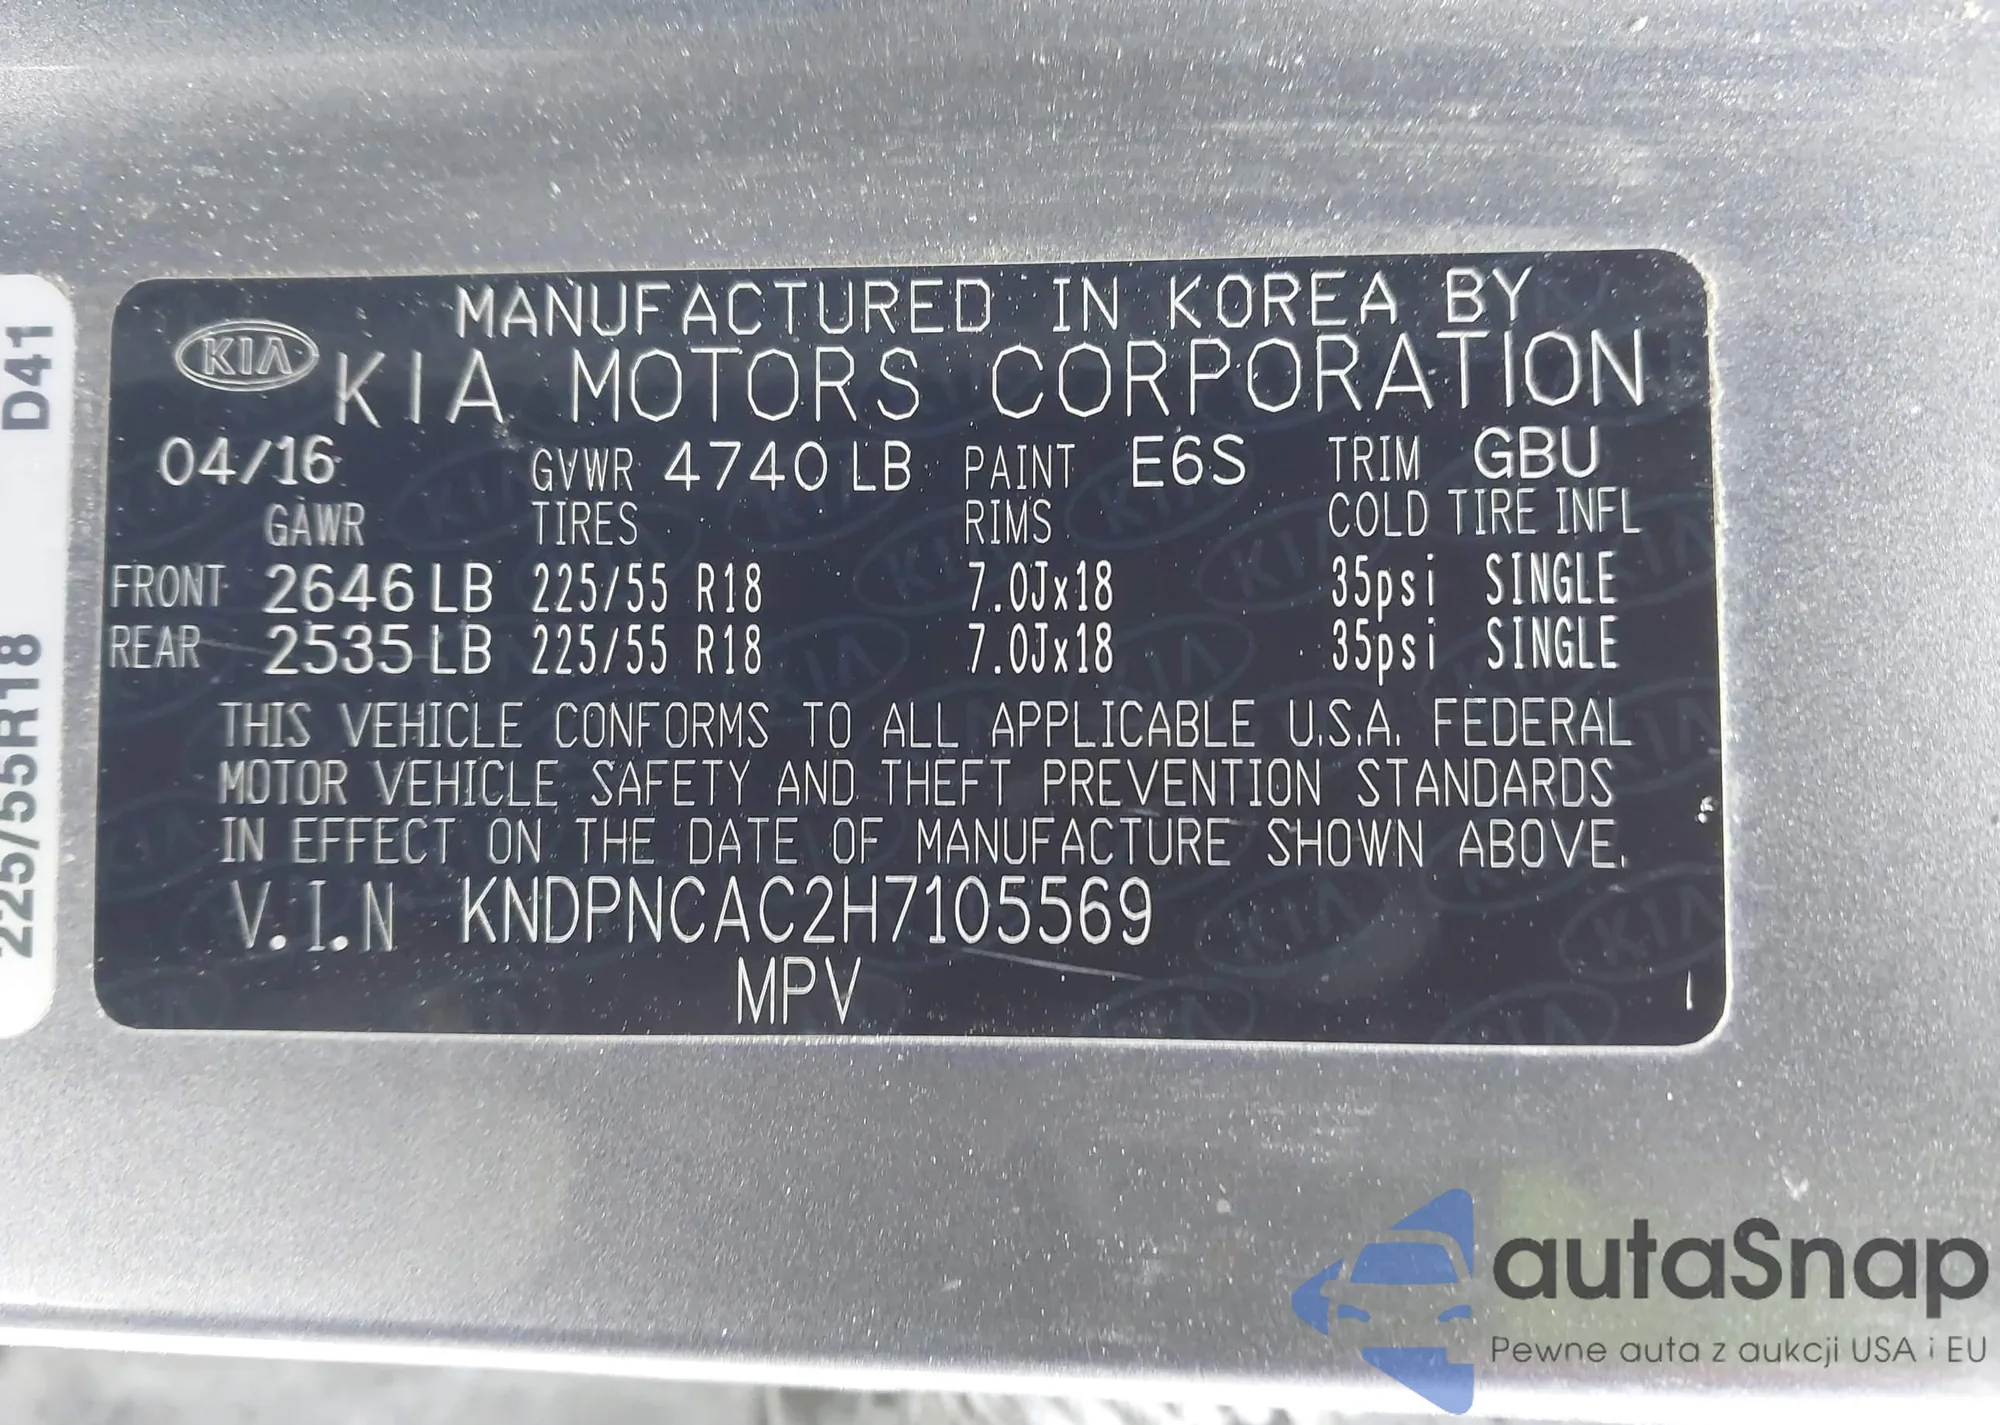 MANUFACTURED IN KOREA BY
KIA
KIA MOTORS CORPORATION
04/16 GVWR 4740 LB PAINT E6S TRIM GBU
GAWR TIRES RIMS COLD TIRE INFL
FRONT 2646 LB 225/55 R18 7.0Jx18 35psi SINGLE
REAR 2535 LB 225/55 R18 7.0Jx18 35psi SINGLE
THIS VEHICLE CONFORMS TO ALL APPLICABLE U.S.A. FEDERAL
MOTOR VEHICLE SAFETY AND THEFT PREVENTION STANDARDS
IN EFFECT ON THE DATE OF MANUFACTURE SHOWN ABOVE.
V.I.N KNDPNCAC2H7105569
MPV
225/55R18 D41
autaSnap
Pewne auta z aukcji USA i EU